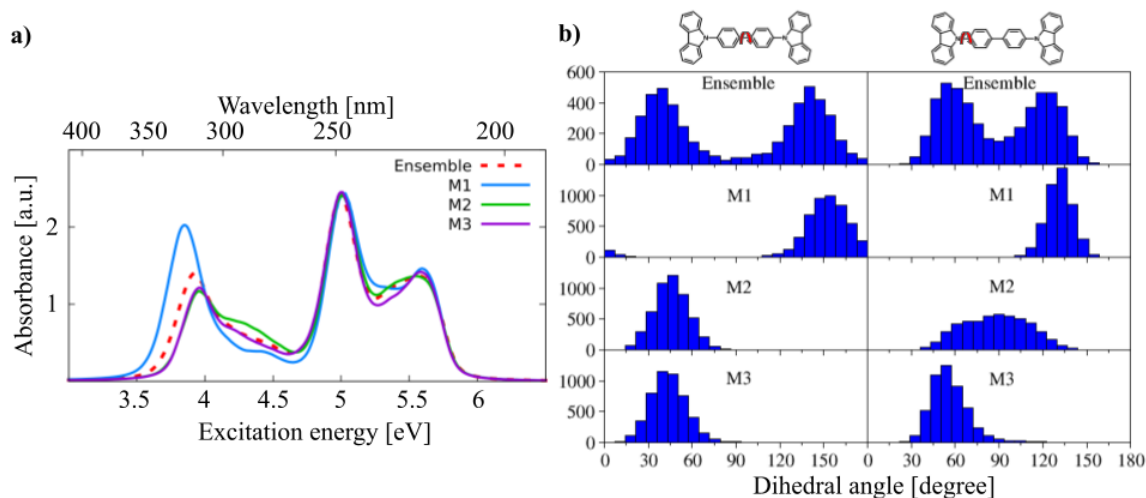 a)
Wavelength [nm]
400 350 300 250 200
Ensemble
M1
M2
M3
2
1
Absorbance [a.u.]
3.5 4 4.5 5 5.5 6
Excitation energy [eV]
b)
N N
N N
600
400
200
0
Ensemble Ensemble
1000
500
0
M1 M1
1000
500
0
M2 M2
1000
500
0
M3 M3
0 30 60 90 120 150 0 30 60 90 120 150 180
Dihedral angle [degree]